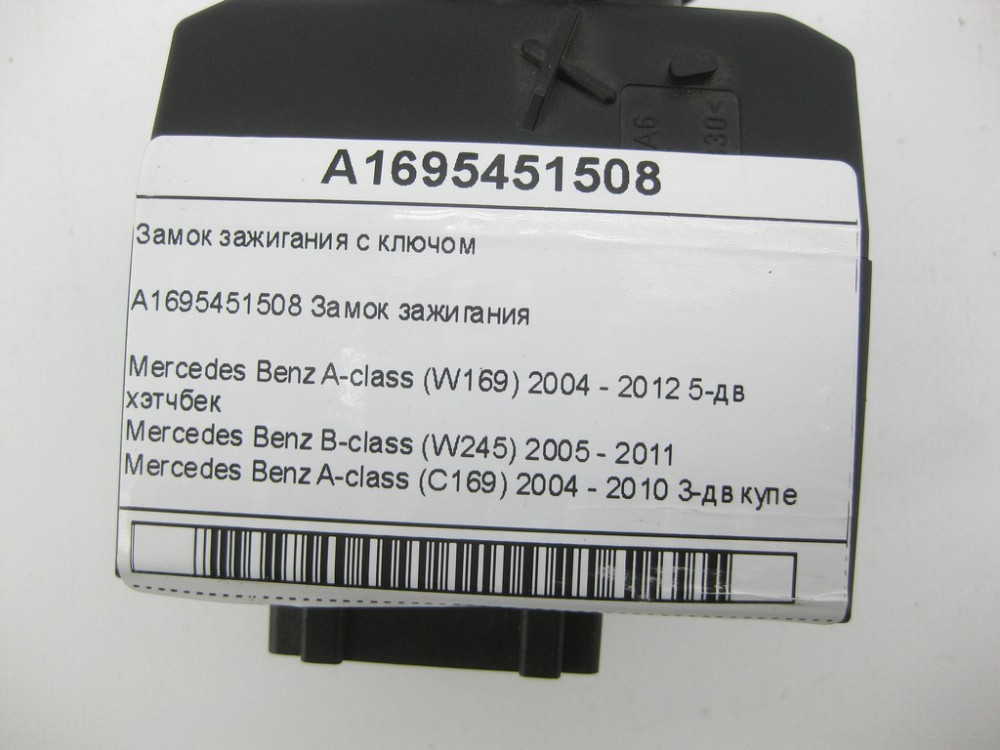 A6
30<
A1695451508
Замок зажигания с ключом
A1695451508 Замок зажигания
Mercedes Benz A-class (W169) 2004 - 2012 5-дв
хэтчбек
Mercedes Benz B-class (W245) 2005 - 2011
Mercedes Benz A-class (C169) 2004 - 2010 3-дв купе